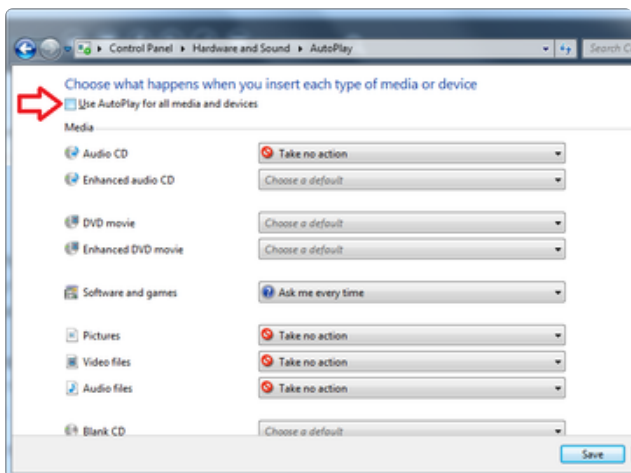 Control Panel Hardware and Sound AutoPlay Search C
Choose what happens when you insert each type of media or device
Use AutoPlay for all media and devices
Media
Audio CD Take no action
Enhanced audio CD Choose a default
DVD movie Choose a default
Enhanced DVD movie Choose a default
Software and games Ask me every time
Pictures Take no action
Video files Take no action
Audio files Take no action
Blank CD Choose a default
Save